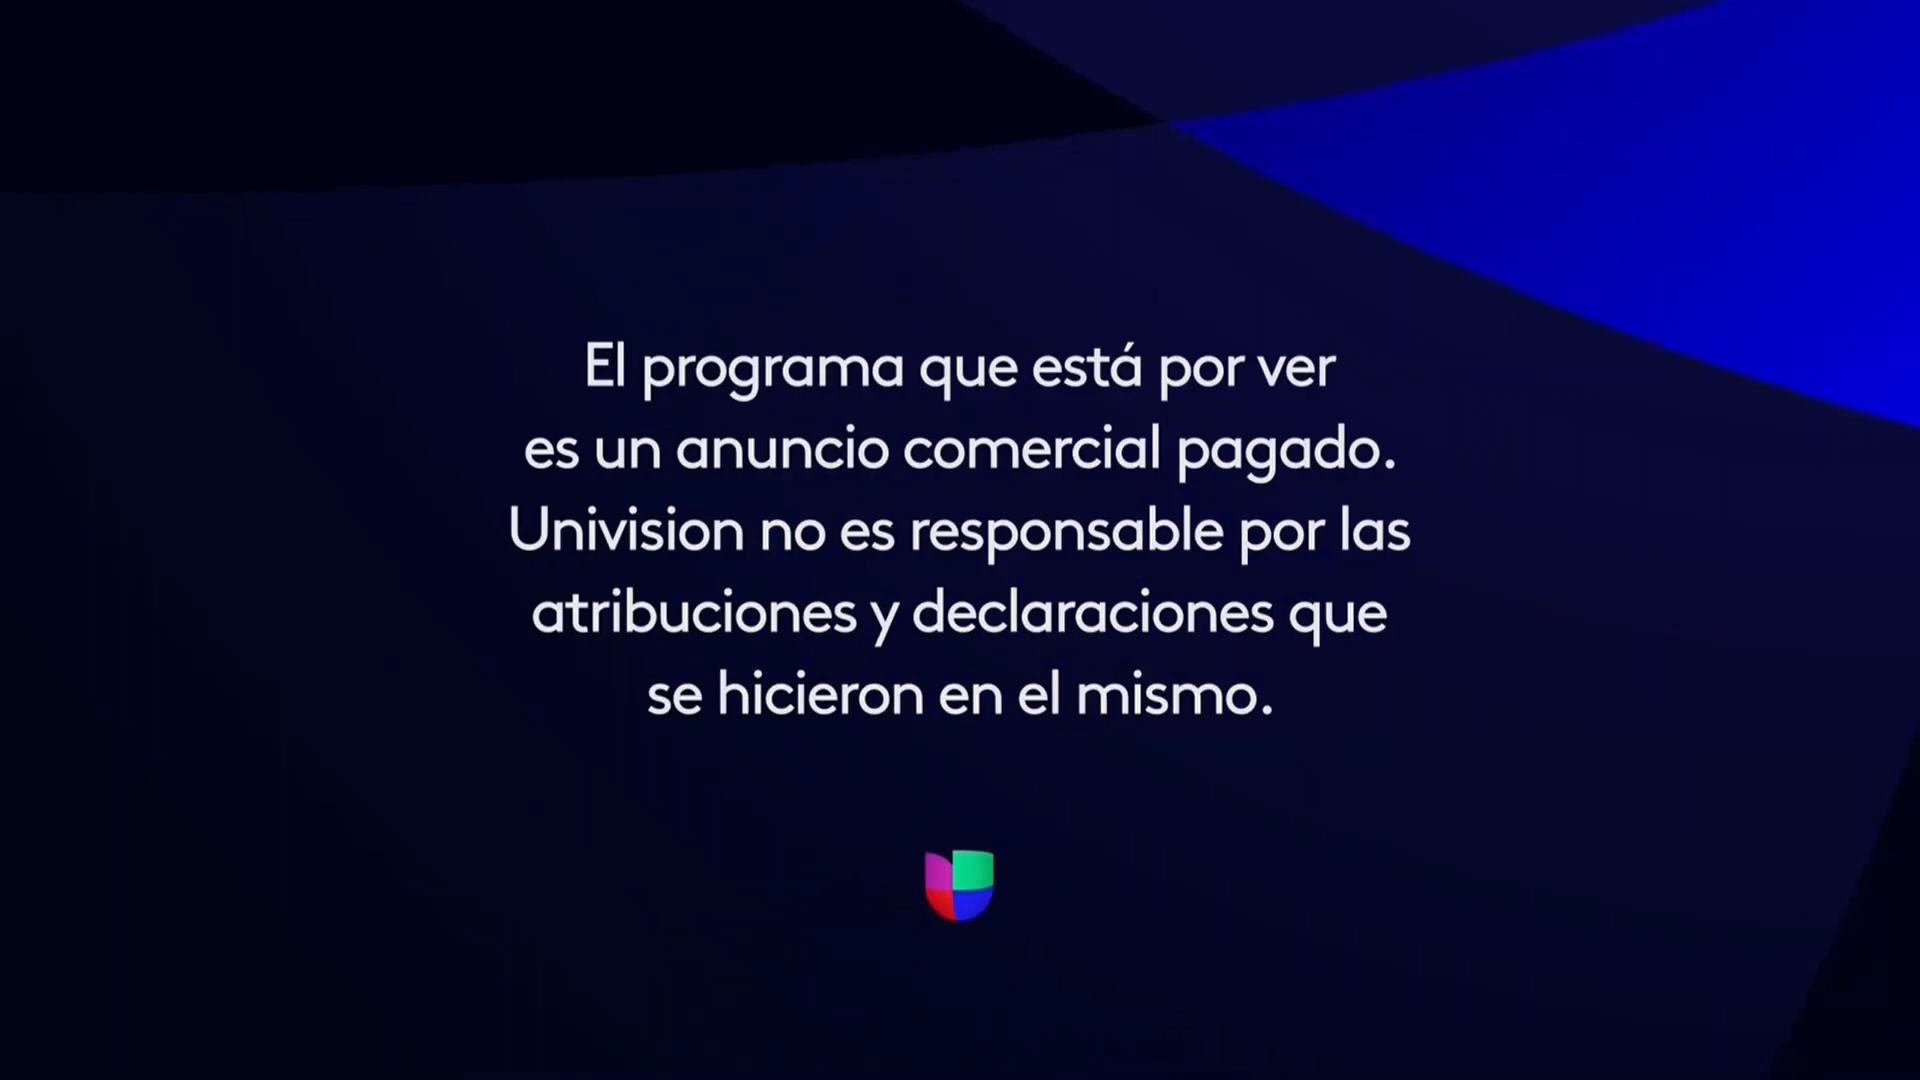 El programa que está por ver
es un anuncio comercial pagado.
Univision no es responsable por las
atribuciones y declaraciones que
se hicieron en el mismo.